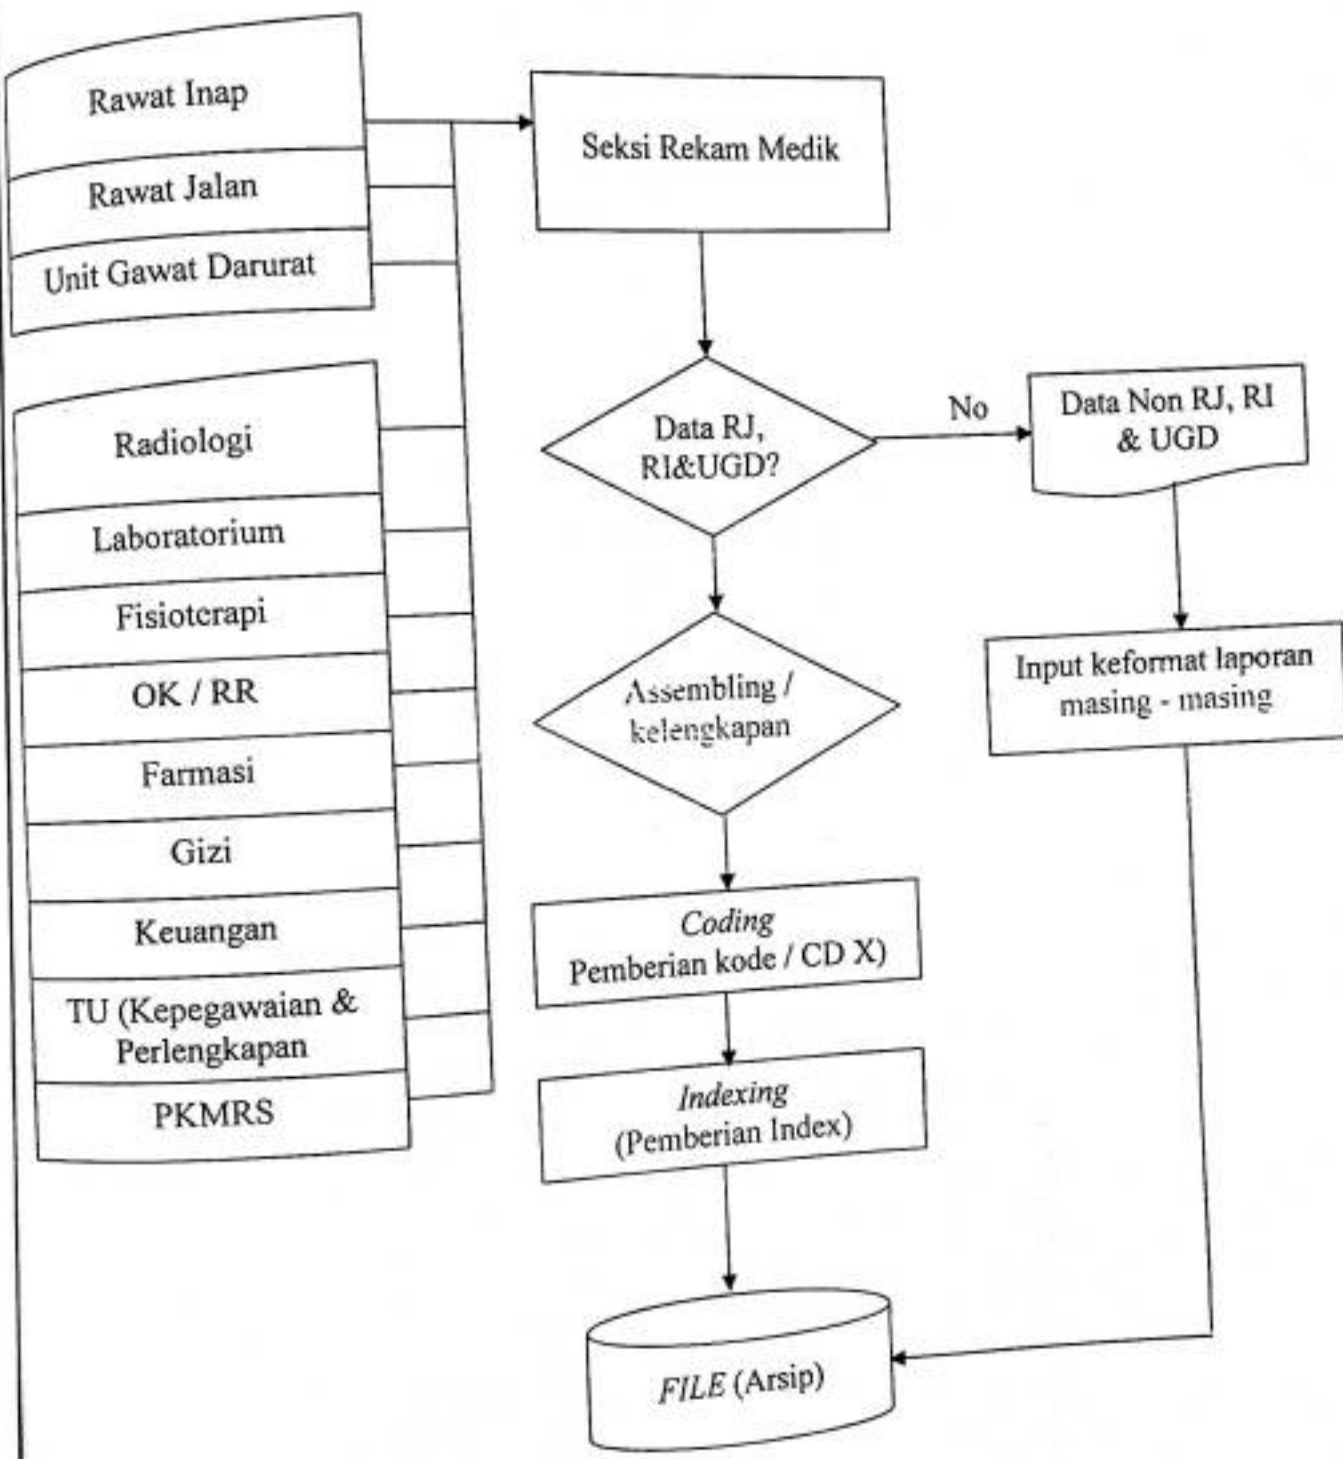 Rawat Inap
Rawat Jalan
Unit Gawat Darurat
Radiologi
Laboratorium
Fisioterapi
OK / RR
Farmasi
Gizi
Keuangan
TU (Kepegawaian &
Perlengkapan
PKMRS
Seksi Rekam Medik
Data RJ,
RI&UGD?
No
Data Non RJ, RI
& UGD
Input keformat laporan
masing - masing
Assembling /
kelengkapan
Coding
Pemberian kode / CD X)
Indexing
(Pemberian Index)
FILE (Arsip)